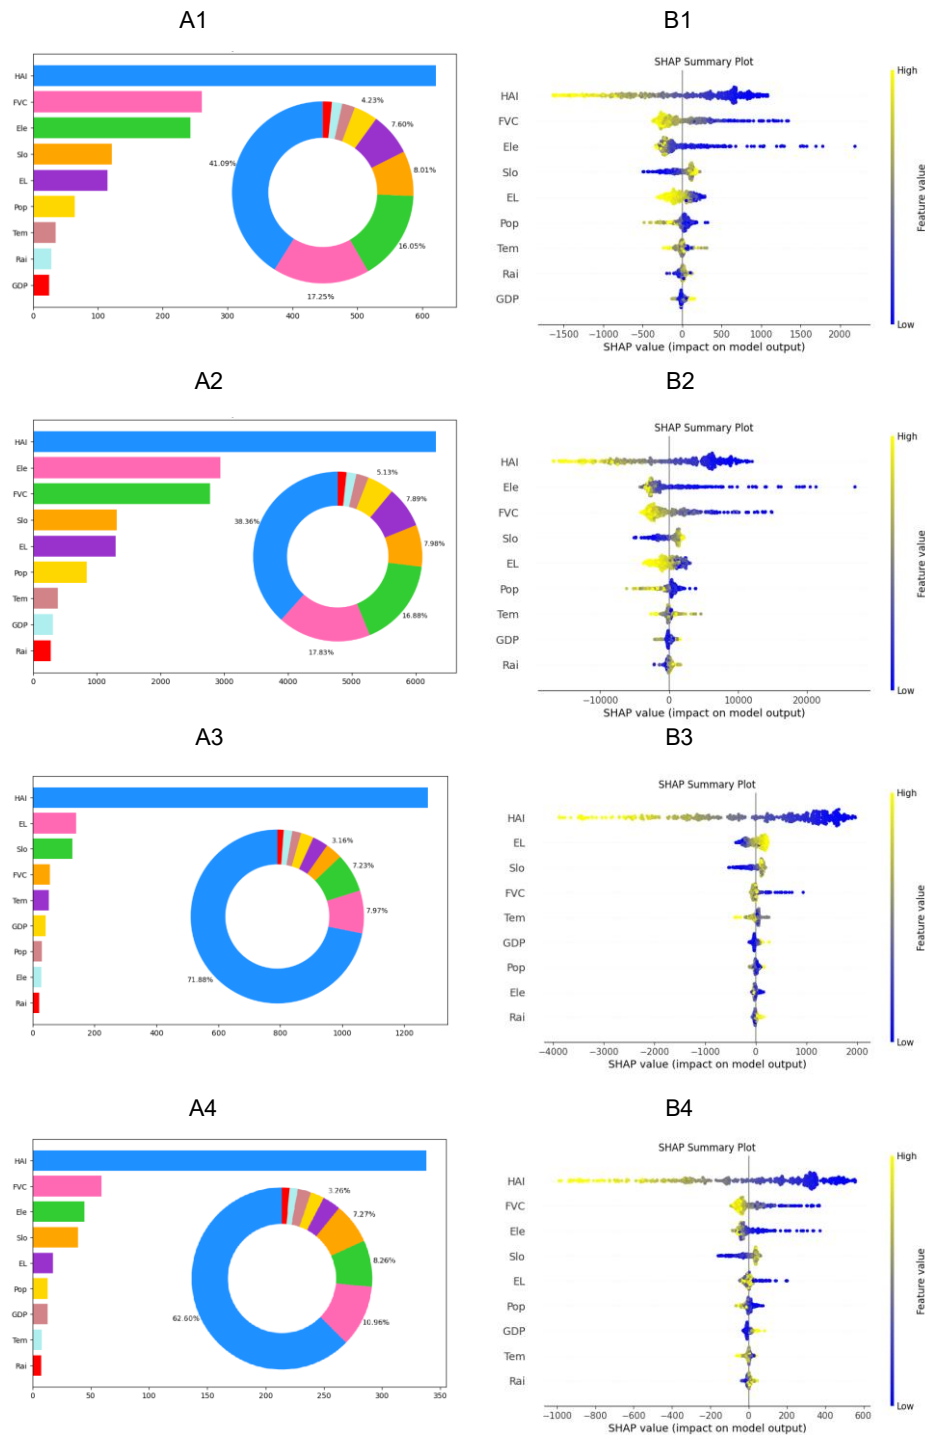 A1
B1
HAI
FVC
Ele
Slo
EL
Pop
Tem
Rai
GDP
0 100 200 300 400 500 600
41.09%
17.25%
16.05%
8.01%
7.60%
4.23%
SHAP Summary Plot
HAI
FVC
Ele
Slo
EL
Pop
Tem
Rai
GDP
−1500 −1000 −500 0 500 1000 1500 2000
SHAP value (impact on model output)
High
Low
Feature value
A2
B2
HAI
Ele
FVC
Slo
EL
Pop
Tem
GDP
Rai
0 1000 2000 3000 4000 5000 6000
38.36%
17.83%
16.88%
7.98%
7.89%
5.13%
SHAP Summary Plot
HAI
Ele
FVC
Slo
EL
Pop
Tem
GDP
Rai
−10000 0 10000 20000
SHAP value (impact on model output)
High
Low
Feature value
A3
B3
HAI
EL
Slo
FVC
Tem
GDP
Pop
Ele
Rai
0 200 400 600 800 1000 1200
71.88%
7.97%
7.23%
3.16%
SHAP Summary Plot
HAI
EL
Slo
FVC
Tem
GDP
Pop
Ele
Rai
−4000 −3000 −2000 −1000 0 1000 2000
SHAP value (impact on model output)
High
Low
Feature value
A4
B4
HAI
FVC
Ele
Slo
EL
Pop
GDP
Tem
Rai
0 50 100 150 200 250 300 350
62.60%
10.96%
8.26%
7.27%
3.26%
SHAP Summary Plot
HAI
FVC
Ele
Slo
EL
Pop
GDP
Tem
Rai
−1000 −800 −600 −400 −200 0 200 400 600
SHAP value (impact on model output)
High
Low
Feature value